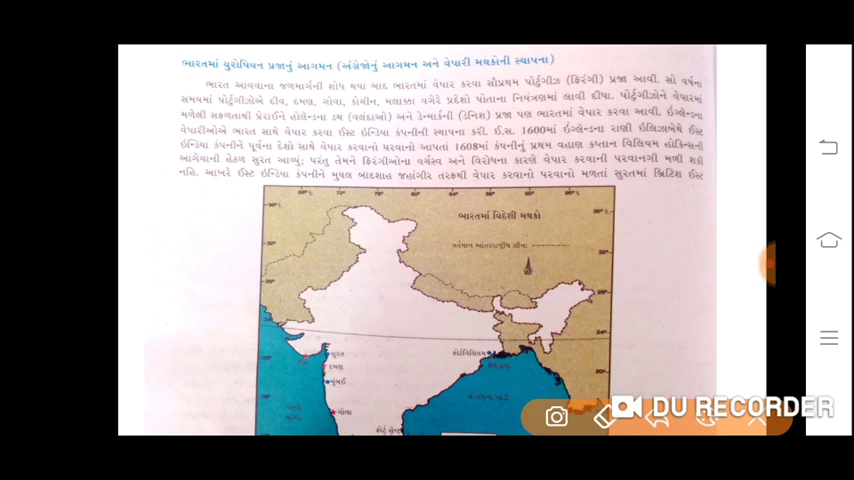 ભારતમાં યુરોપિયન પ્રજાનું આગમન (અંગ્રેજોનું આગમન અને વેપારી મથકોની સ્થાપના)
ભારત આવવાના જળમાર્ગની શોધ થયા બાદ ભારતમાં વેપાર કરવા સૌપ્રથમ પોર્ટુગીઝ (ફિરંગી) પ્રજા આવી. સો વર્ષના
સમયમાં પોર્ટુગીઝોએ દીવ, દમણ, ગોવા, કોચીન, મલાક્કા વગેરે પ્રદેશો પોતાના નિયંત્રણમાં લાવી દીધા. પોર્ટુગીઝોને વેપારમાં
મળેલી સફળતાથી પ્રેરાઈને હોલેન્ડના ડચ (વલંદાઓ) અને ડેન્માર્કની (ડેનિશ) પ્રજા પણ ભારતમાં વેપાર કરવા આવી. ઇંગ્લેન્ડના
વેપારીઓએ ભારત સાથે વેપાર કરવા ઈસ્ટ ઇન્ડિયા કંપનીની સ્થાપના કરી. ઈ.સ. 1600માં ઇંગ્લેન્ડના રાણી ઇલિઝાબેથે ઈસ્ટ
ઇન્ડિયા કંપનીને પૂર્વના દેશો સાથે વેપાર કરવાનો પરવાનો આપતાં 1608માં કંપનીનું પ્રથમ વહાણ કપ્તાન વિલિયમ હોકિન્સની
આગેવાની હેઠળ સુરત આવ્યું; પરંતુ તેમને ફિરંગીઓના વર્ચસ્વ અને વિરોધના કારણે વેપાર કરવાની પરવાનગી મળી શકી
નહિ. આખરે ઈસ્ટ ઇન્ડિયા કંપનીને મુઘલ બાદશાહ જહાંગીર તરફથી વેપાર કરવાનો પરવાનો મળતાં સુરતમાં બ્રિટિશ ઈસ્ટ
ભારતમાં વિદેશી મથકો
વર્તમાન આંતરરાષ્ટ્રીય સીમા
સુરત
ફોર્ટવિલિયમ
દીવ
દમણ
મુંબઈ
બંગાળાની ખાડી
અરબ સાગર
ગોવા
ફોર્ટ સેન્ટ
DU RECORDER